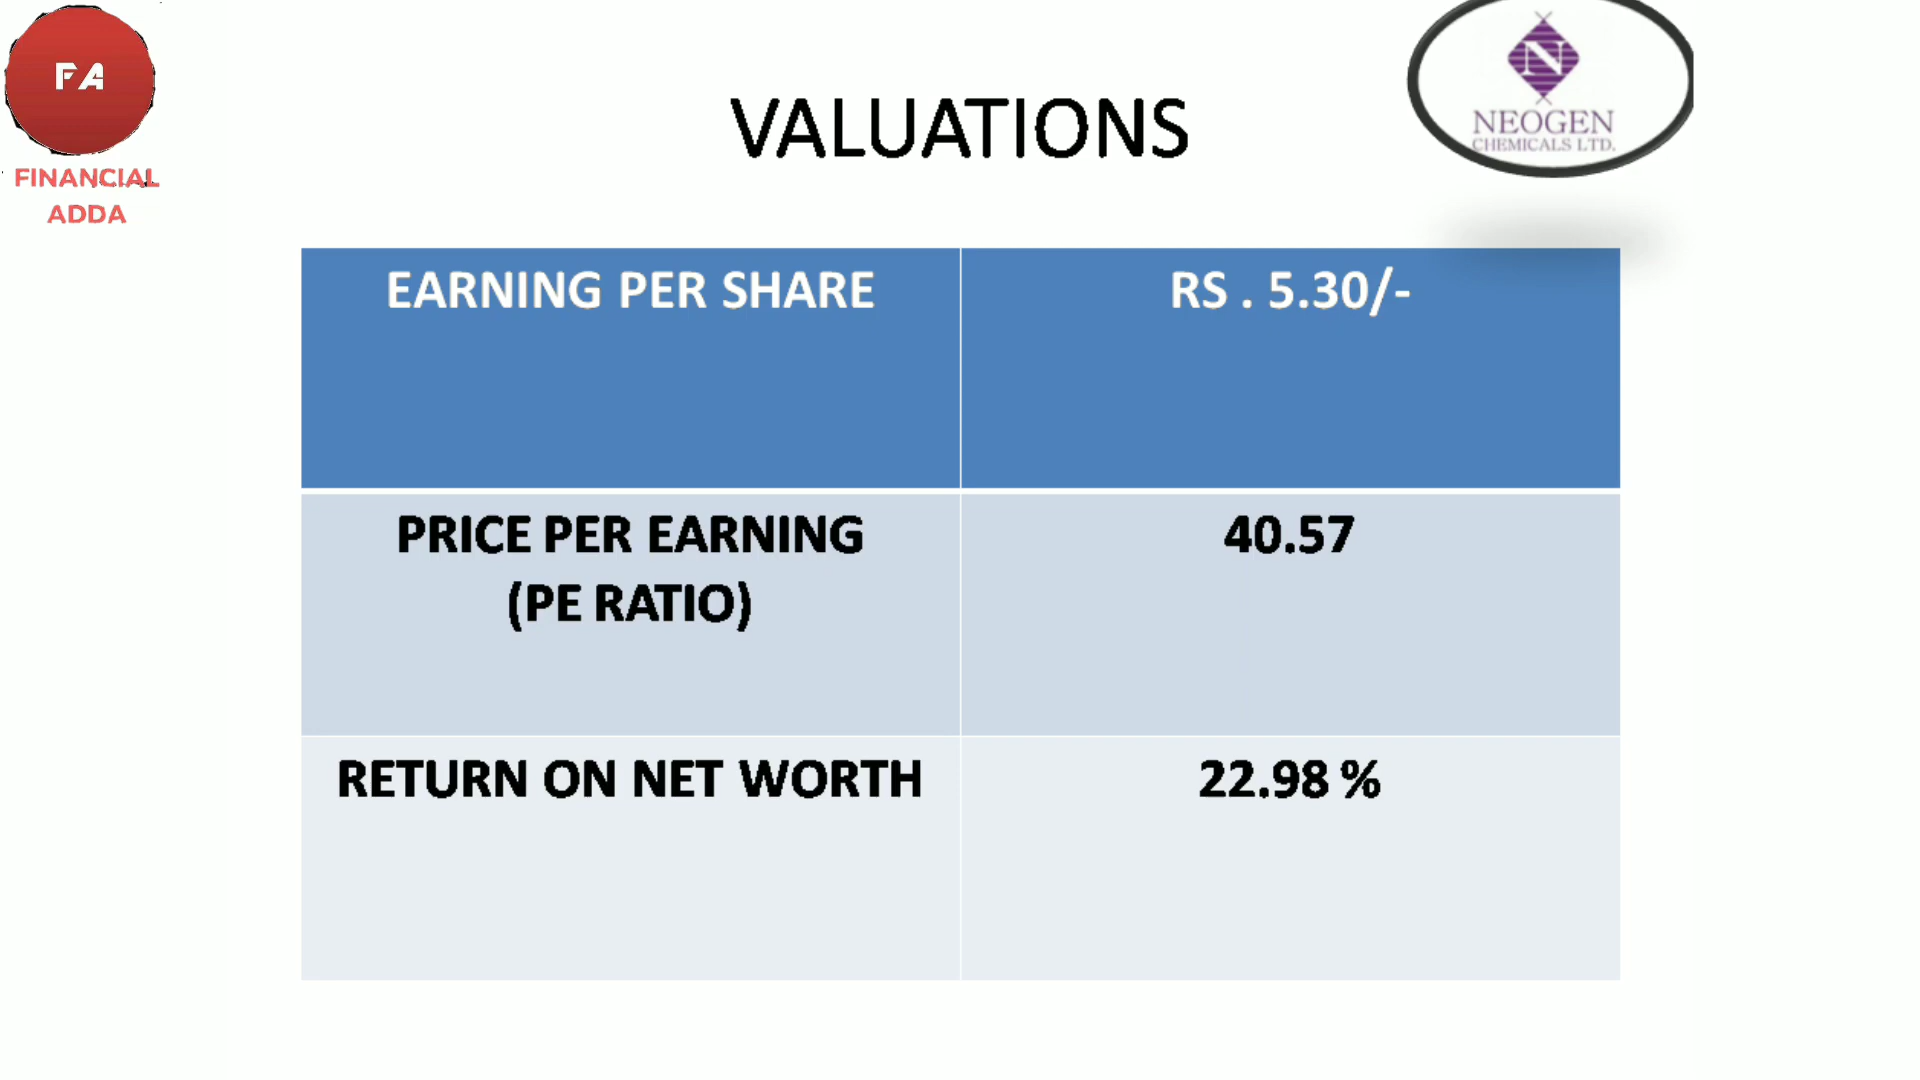 FA
FINANCIAL
ADDA
VALUATIONS
N
NEOGEN
CHEMICALS LTD.
EARNING PER SHARE
RS . 5.30/-
PRICE PER EARNING
(PE RATIO)
40.57
RETURN ON NET WORTH
22.98 %